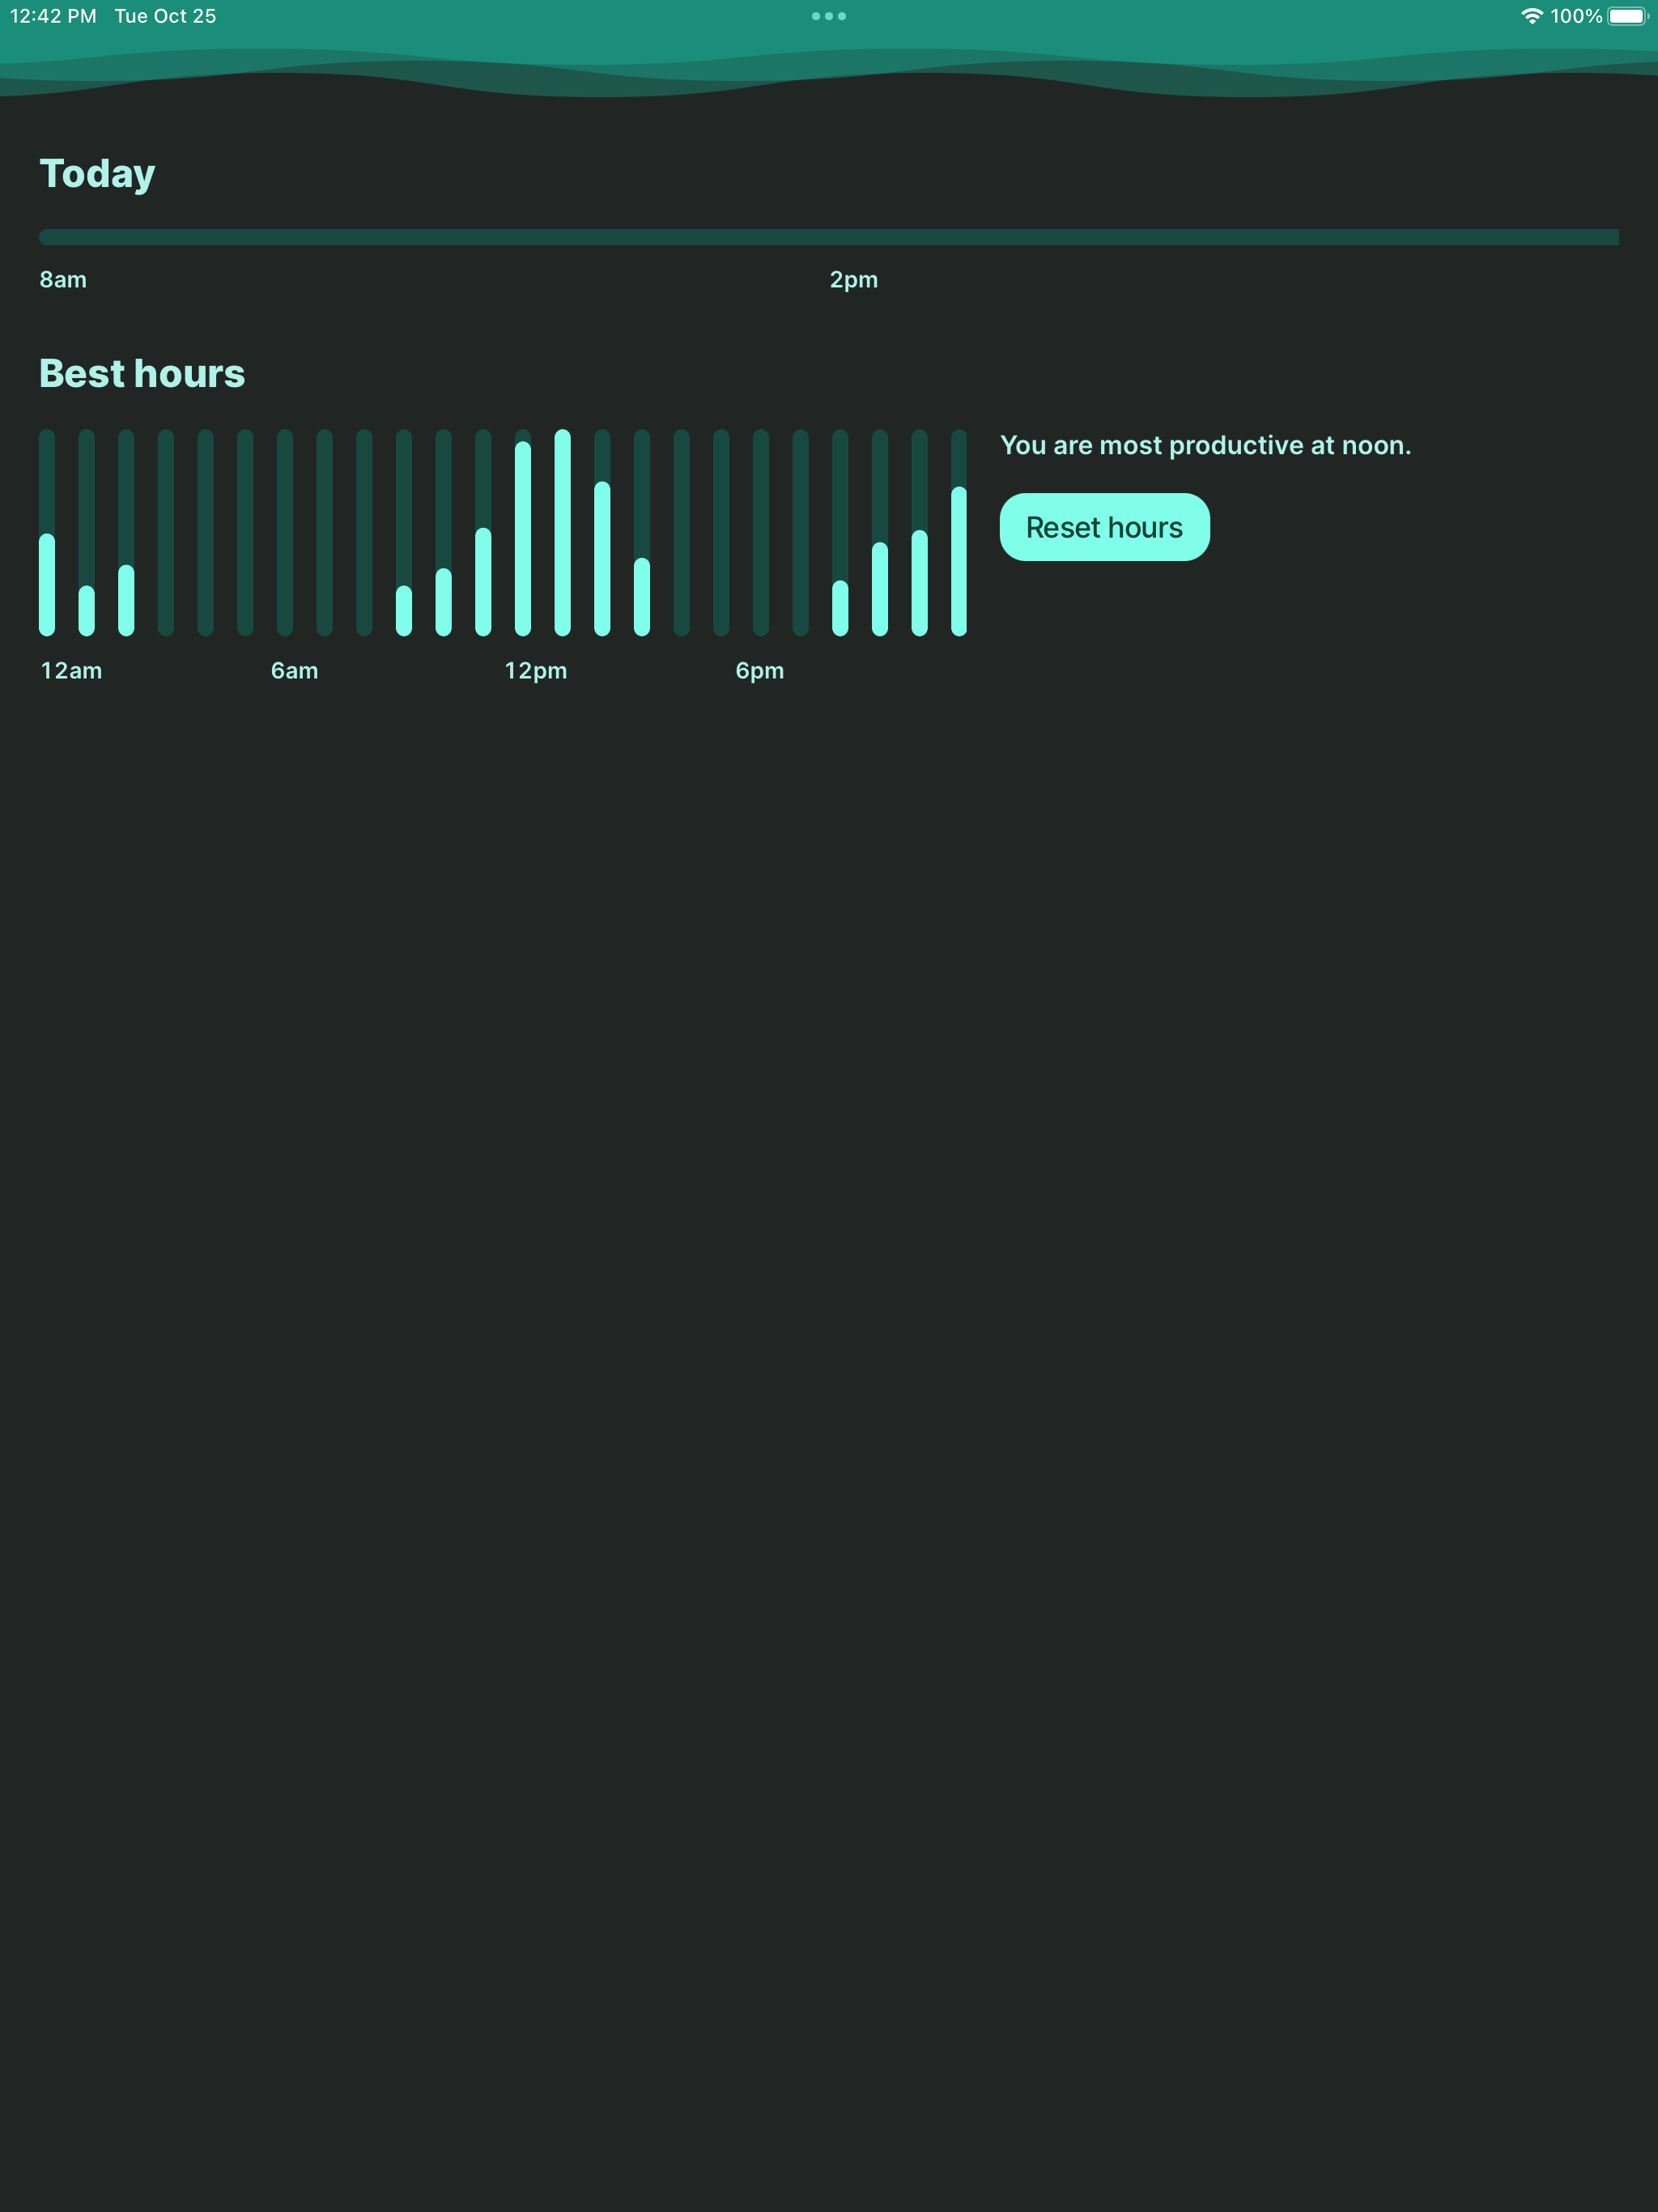 12:42 PM Tue Oct 25 100%
Today
8am 2pm
Best hours
You are most productive at noon.
Reset hours
12am 6am 12pm 6pm